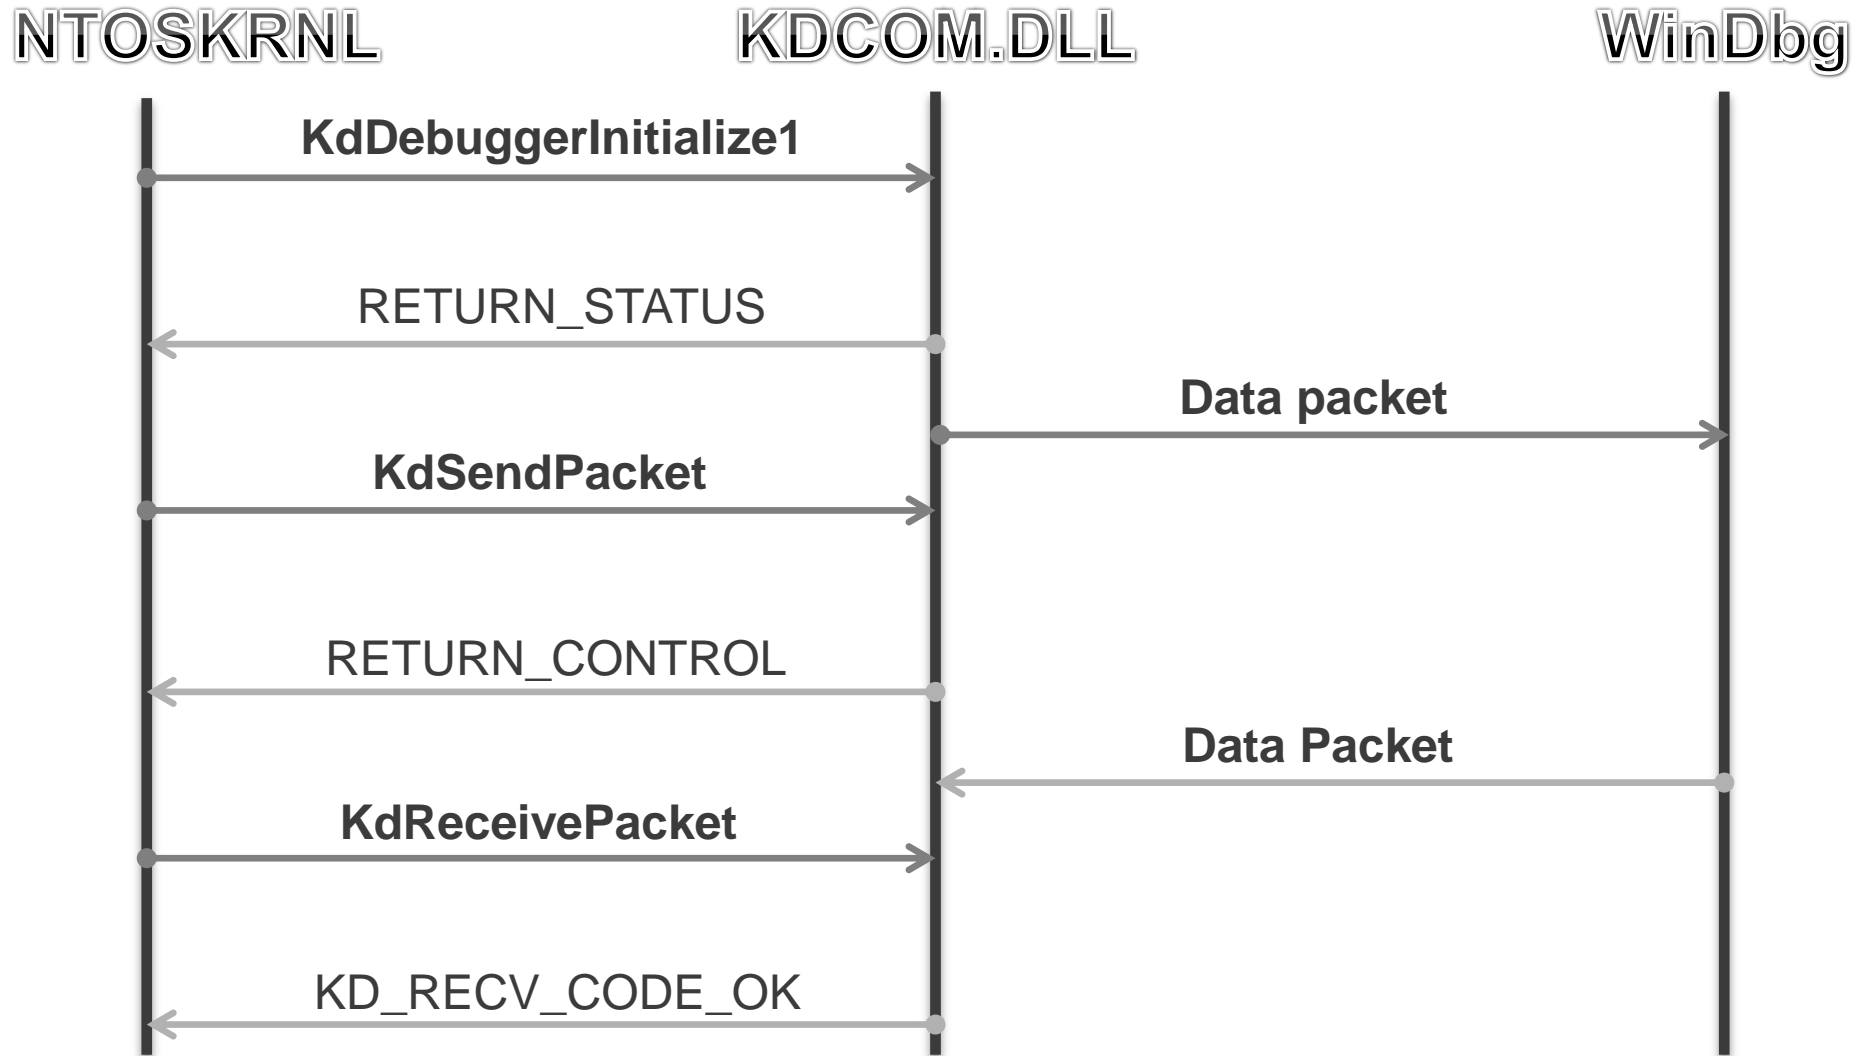 NTOSKRNL
KDCOM.DLL
WinDbg
KdDebuggerInitialize1
RETURN_STATUS
Data packet
KdSendPacket
RETURN_CONTROL
Data Packet
KdReceivePacket
KD_RECV_CODE_OK